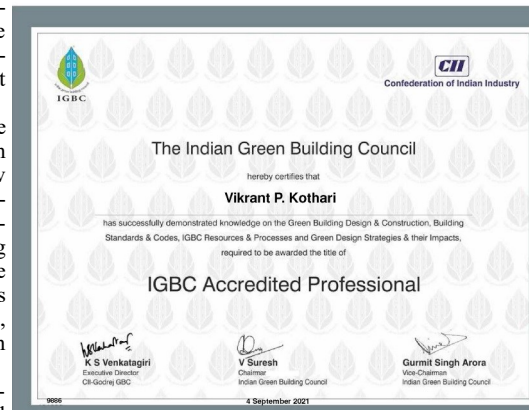 IGBC
CII
Confederation of Indian Industry
The Indian Green Building Council
hereby certifies that
Vikrant P. Kothari
has successfully demonstrated knowledge on the Green Building Design & Construction, Building
Standards & Codes, IGBC Resources & Processes and Green Design Strategies & their Impacts,
required to be awarded the title of
IGBC Accredited Professional
K S Venkatagiri
Executive Director
CII-Godrej GBC
V Suresh
Chairman
Indian Green Building Council
Gurmit Singh Arora
Vice-Chairman
Indian Green Building Council
9886
4 September 2021